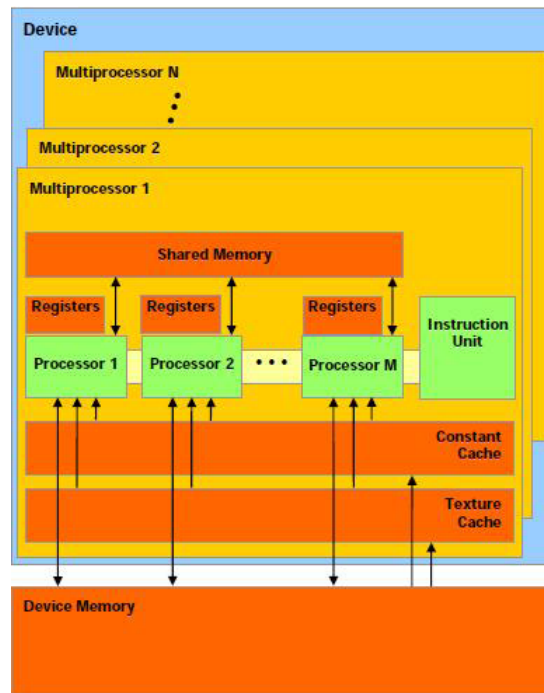 Device
Multiprocessor N
Multiprocessor 2
Multiprocessor 1
Shared Memory
Registers
Registers
Registers
Instruction
Unit
Processor 1
Processor 2
Processor M
Constant
Cache
Texture
Cache
Device Memory